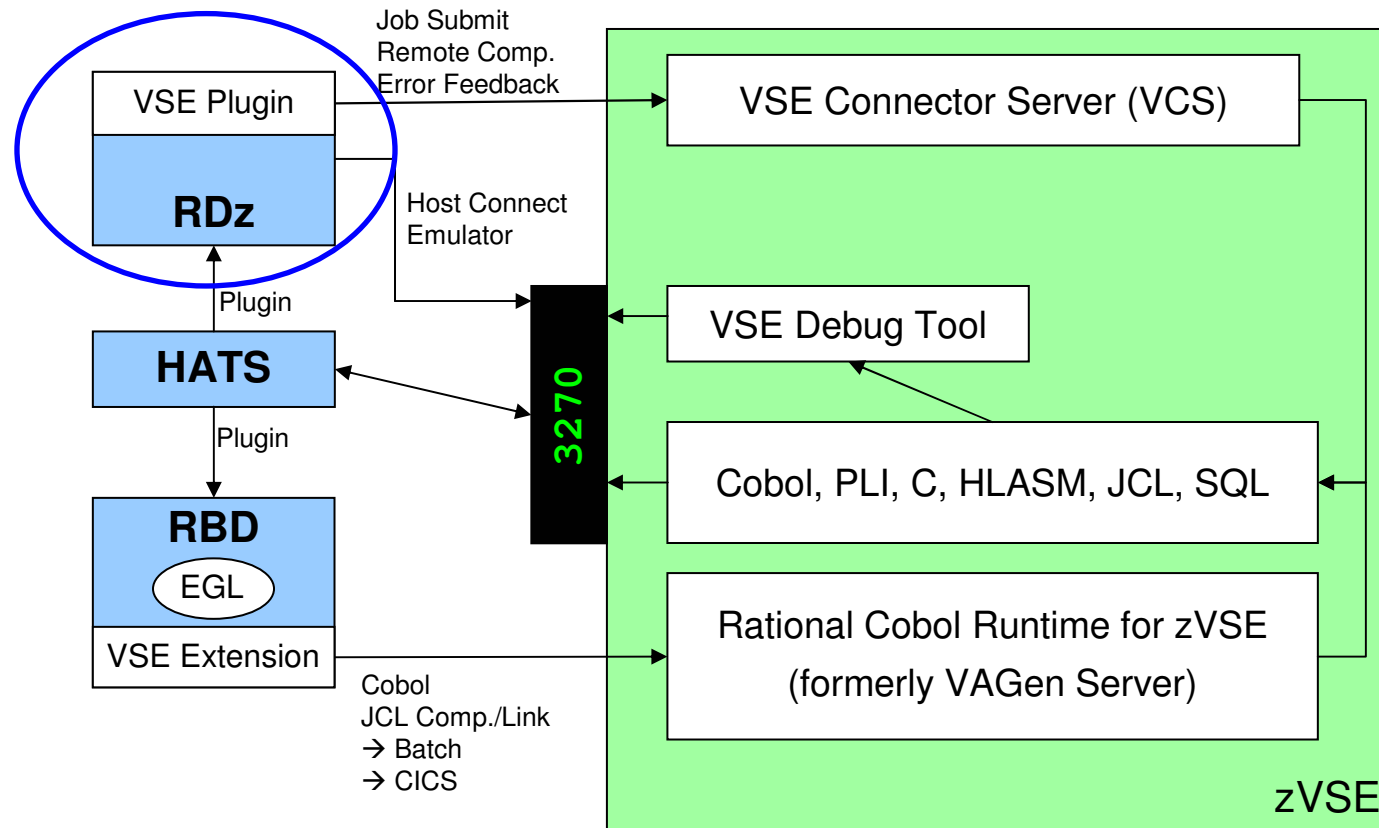 Job Submit
Remote Comp.
Error Feedback
VSE Plugin
RDz
VSE Connector Server (VCS)
Host Connect
Emulator
Plugin
HATS
3270
VSE Debug Tool
Plugin
Cobol, PLI, C, HLASM, JCL, SQL
RBD
EGL
VSE Extension
Rational Cobol Runtime for zVSE
(formerly VAGen Server)
Cobol
JCL Comp./Link
→ Batch
→ CICS
zVSE